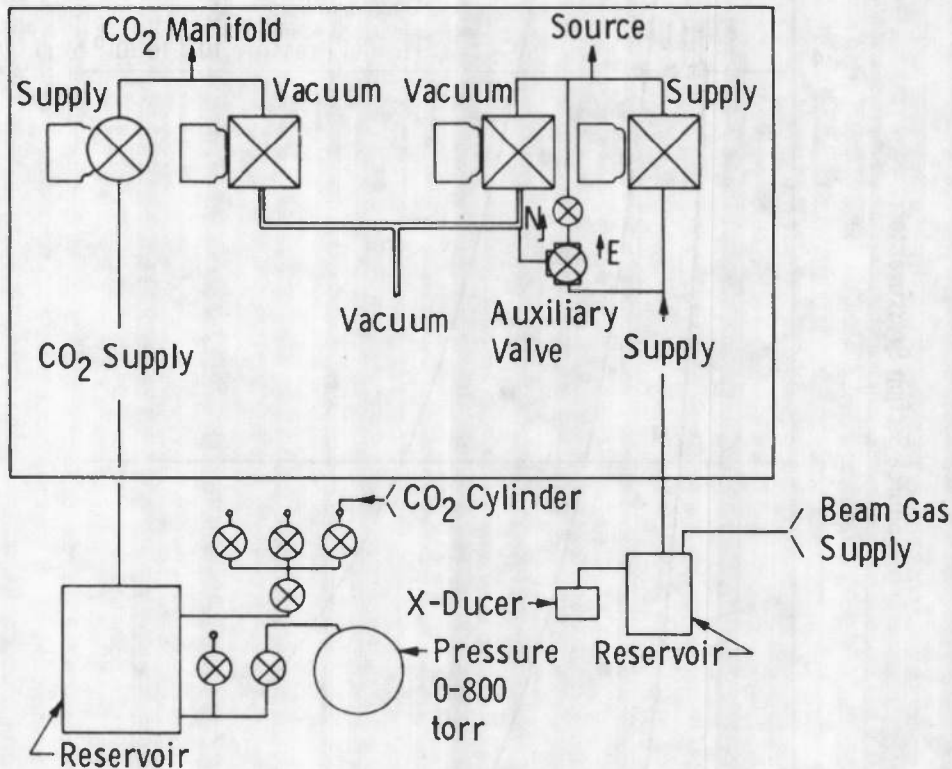 CO2 Manifold
Source
Supply
Vacuum
Vacuum
Supply
N
E
Vacuum
Auxiliary
Valve
Supply
CO2 Supply
CO2 Cylinder
Beam Gas
Supply
X-Ducer
Pressure
0-800
torr
Reservoir
Reservoir